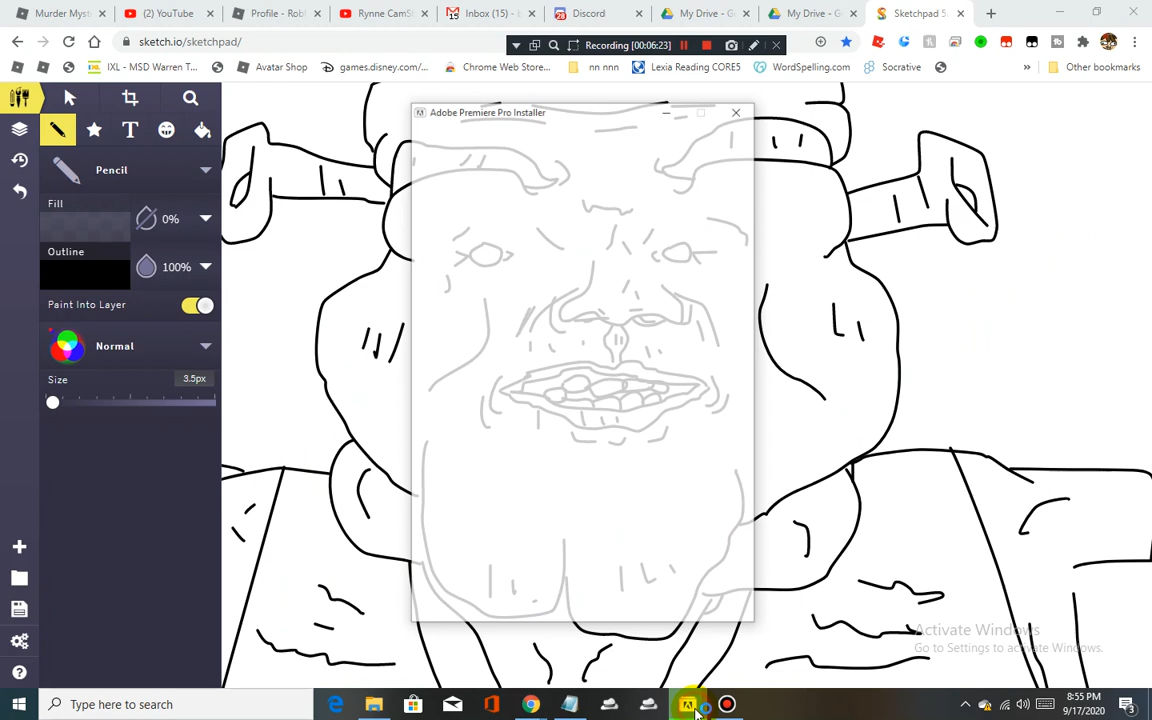 Murder Myst
(2) YouTube
Profile - Robl
Rynne CamSt
Inbox (15) - l
Discord
My Drive - G
My Drive - G
Sketchpad 5.
sketch.io/sketchpad/
Recording [00:06:23]
IXL - MSD Warren T...
Avatar Shop
games.disney.com/...
Chrome Web Store...
nn nnn
Lexia Reading CORE5
WordSpelling.com
Socrative
»
Other bookmarks
Adobe Premiere Pro Installer
Pencil
Fill
0%
Outline
100%
Paint Into Layer
Normal
Size
3.5px
Activate Windows
Go to Settings to activate Windows.
Type here to search
8:55 PM
9/17/2020
3